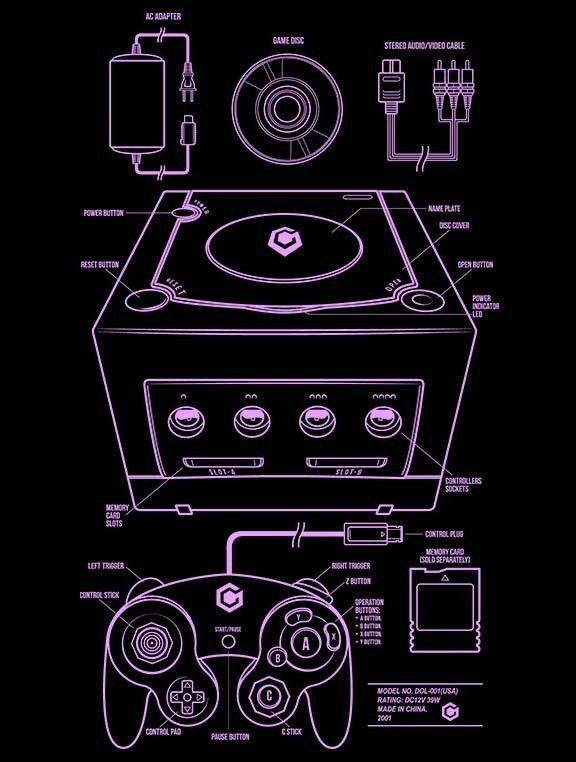 AC ADAPTER
GAME DISC
STEREO AUDIO/VIDEO CABLE
POWER BUTTON
POWER
NAME PLATE
DISC COVER
RESET BUTTON
RESET
OPEN
OPEN BUTTON
POWER
INDICATOR
LED
SLOT-A
SLOT-B
CONTROLLERS
SOCKETS
MEMORY
CARD
SLOTS
CONTROL PLUG
MEMORY CARD
(SOLD SEPARATELY)
LEFT TRIGGER
RIGHT TRIGGER
Z BUTTON
CONTROL STICK
OPERATION
BUTTONS:
• A BUTTON,
• B BUTTON,
• X BUTTON,
• Y BUTTON.
START/PAUSE
Y
X
A
B
C
CONTROL PAD
PAUSE BUTTON
C STICK
MODEL NO. DOL-001(USA)
RATING: DC12V 39W
MADE IN CHINA.
2001